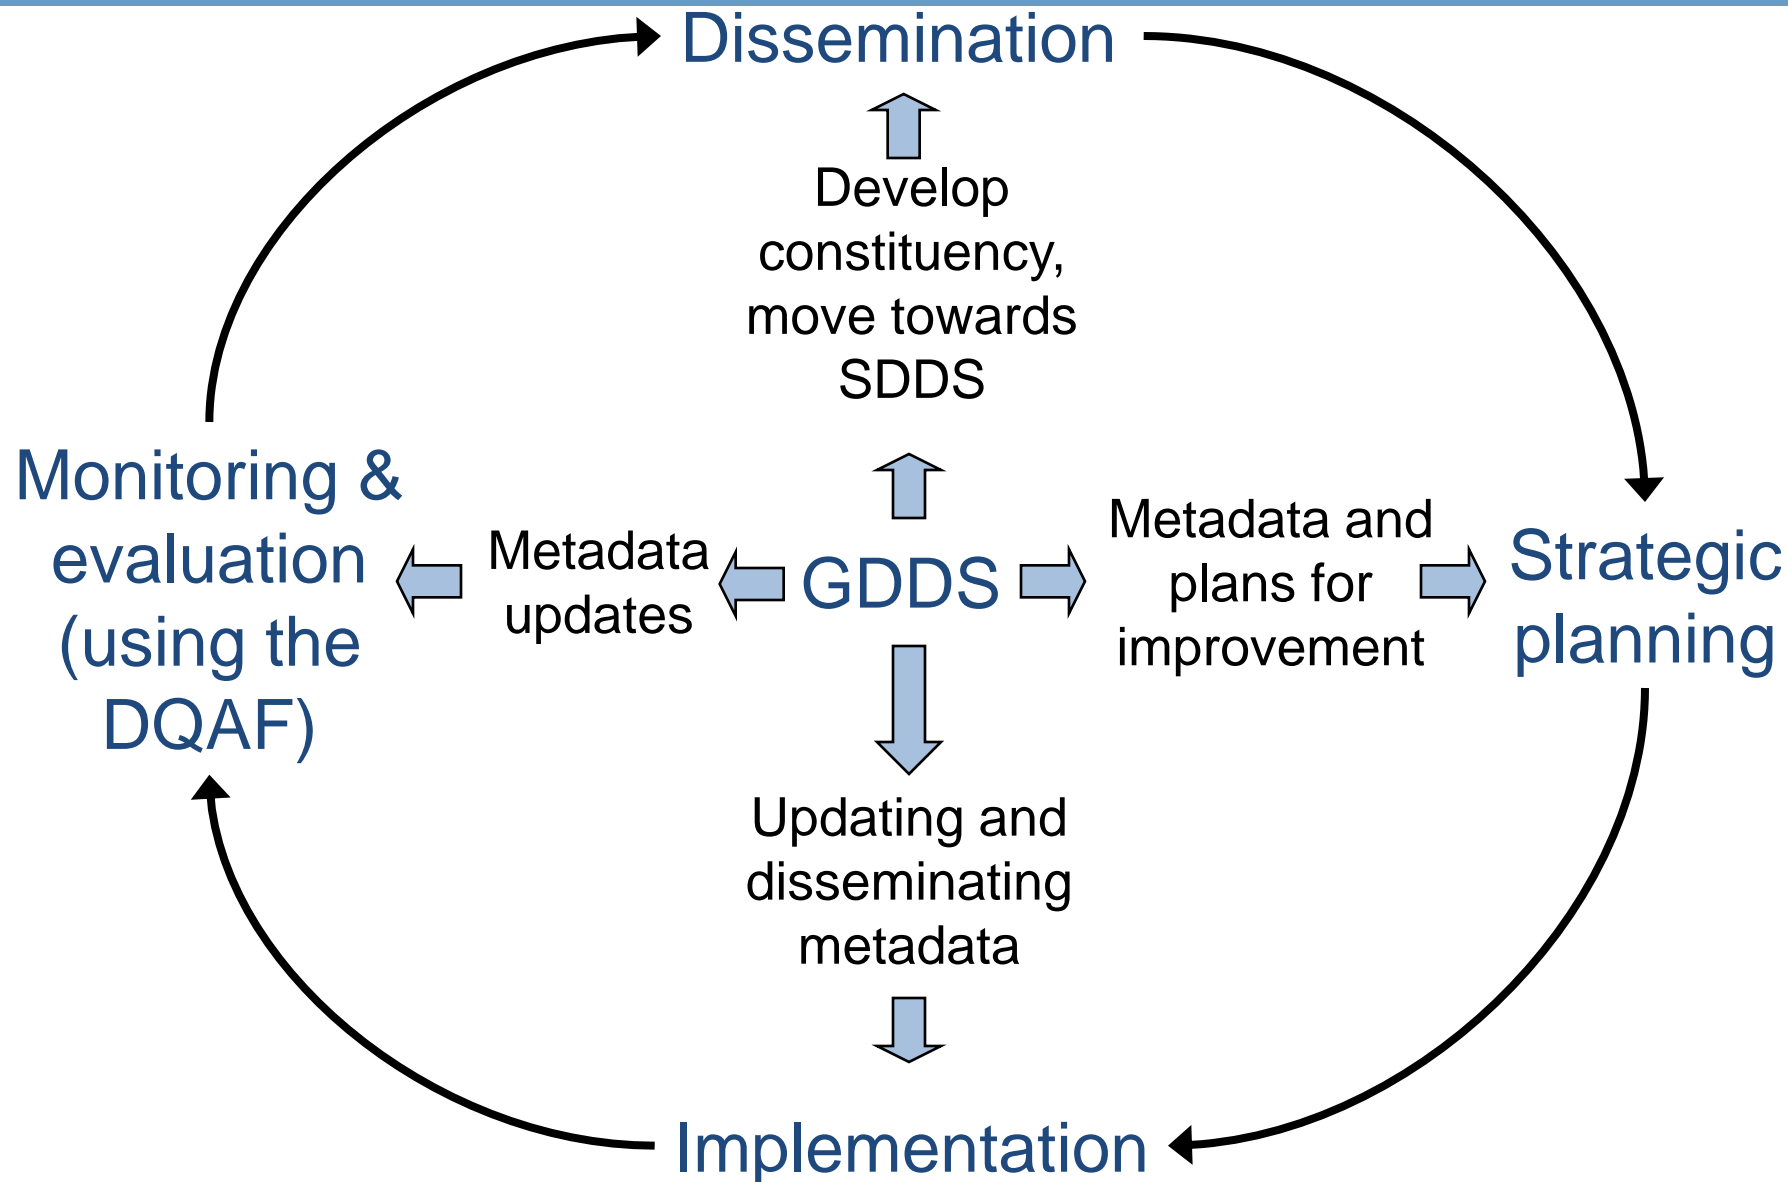 Dissemination
Develop
constituency,
move towards
SDDS
Monitoring &
evaluation
(using the
DQAF)
Metadata
updates
GDDS
Metadata and
plans for
improvement
Strategic
planning
Updating and
disseminating
metadata
Implementation